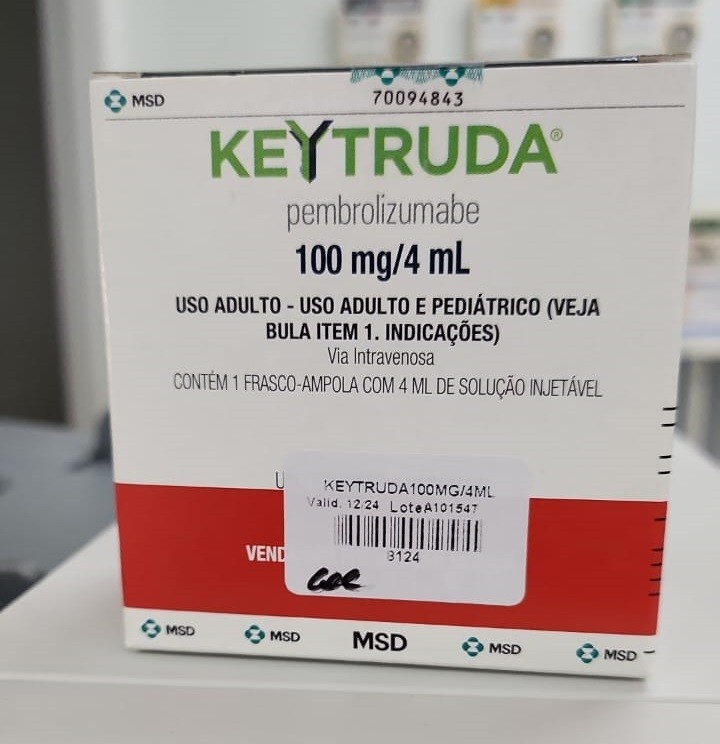 MSD
70094843
KEYTRUDA®
pembrolizumabe
100 mg/4 mL
USO ADULTO - USO ADULTO E PEDIÁTRICO (VEJA
BULA ITEM 1. INDICAÇÕES)
Via Intravenosa
CONTÉM 1 FRASCO-AMPOLA COM 4 ML DE SOLUÇÃO INJETÁVEL
U
KEYTRUDA100MG/4ML
Valid. 12/24 LoteA101547
VEND
3124
MSD MSD MSD MSD MSD